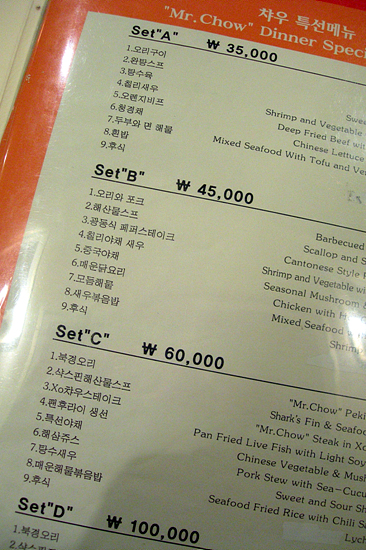 챠우 특선메뉴
"Mr. Chow" Dinner Speci
Set"A" ₩ 35,000
1.오리구이
2.완탕스프
3.탕수육
4.칠리새우
5.오렌지비프
6.청경채
7.두부와 면 해물
8.흰밥
9.후식
Swee
Shrimp and Vegetable
Deep Fried Beef wit
Chinese Lettuce
Mixed Seafood With Tofu and Ver
Set"B" ₩ 45,000
1.오리와 포크
2.해산물스프
3.광동식 페퍼스테이크
4.칠리야채 새우
5.중국야채
6.매운닭요리
7.모듬해물
8.새우볶음밥
9.후식
Barbecued
Scallop and S
Cantonese Style P
Shrimp and Vegetable wi
Seasonal Mushroom &
Chicken with H
Mixed Seafood
Shrim
Set"C" ₩ 60,000
1.북경오리
2.샥스핀해산물스프
3.Xo챠우스테이크
4.팬후라이 생선
5.특선야채
6.해삼쥬스
7.탕수새우
8.매운해물볶음밥
9.후식
"Mr.Chow" Peki
Shark's Fin & Seafoo
"Mr.Chow" Steak in Xo
Pan Fried Live Fish with Light Soy
Chinese Vegetable & Mush
Pork Stew with Sea-Cucu
Sweet and Sour Sh
Seafood Fried Rice with Chili Sa
Lych
Set"D" ₩ 100,000
1.북경오리